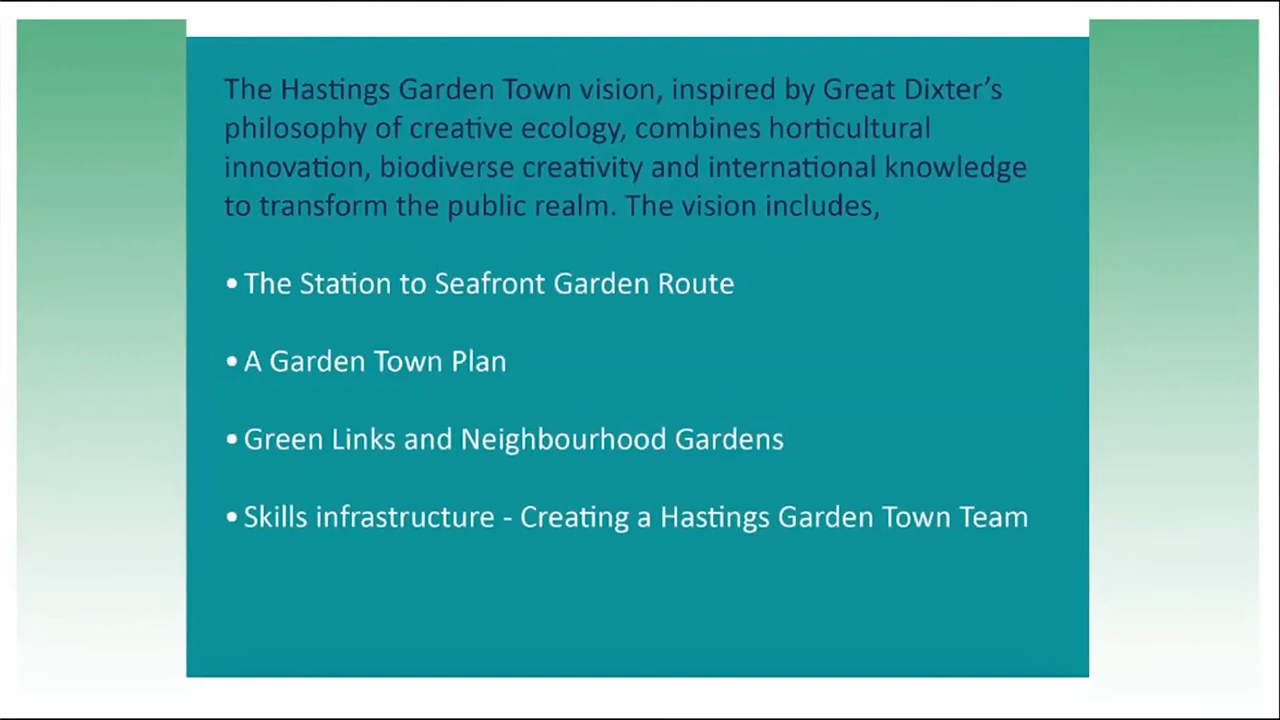 The Hastings Garden Town vision, inspired by Great Dixter’s
philosophy of creative ecology, combines horticultural
innovation, biodiverse creativity and international knowledge
to transform the public realm. The vision includes,
• The Station to Seafront Garden Route
• A Garden Town Plan
• Green Links and Neighbourhood Gardens
• Skills infrastructure - Creating a Hastings Garden Town Team